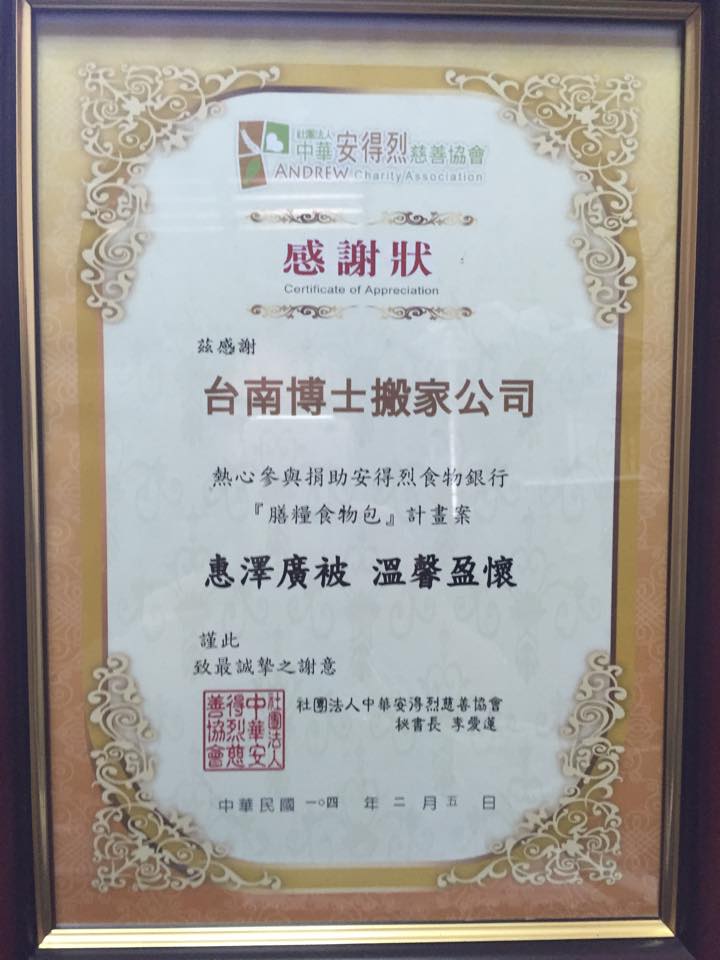 社團法人
中華安得烈慈善協會
ANDREW Charity Association
感謝狀
Certificate of Appreciation
茲感謝
台南博士搬家公司
熱心參與捐助安得烈食物銀行
『膳糧食物包』計畫案
惠澤廣被 溫馨盈懷
謹此
致最誠摯之謝意
社團法人中華安得烈慈善協會
秘書長 李愛蓮
社團法人
中華安
得烈慈
善協會
中華民國 一〇四 年 二 月 五 日